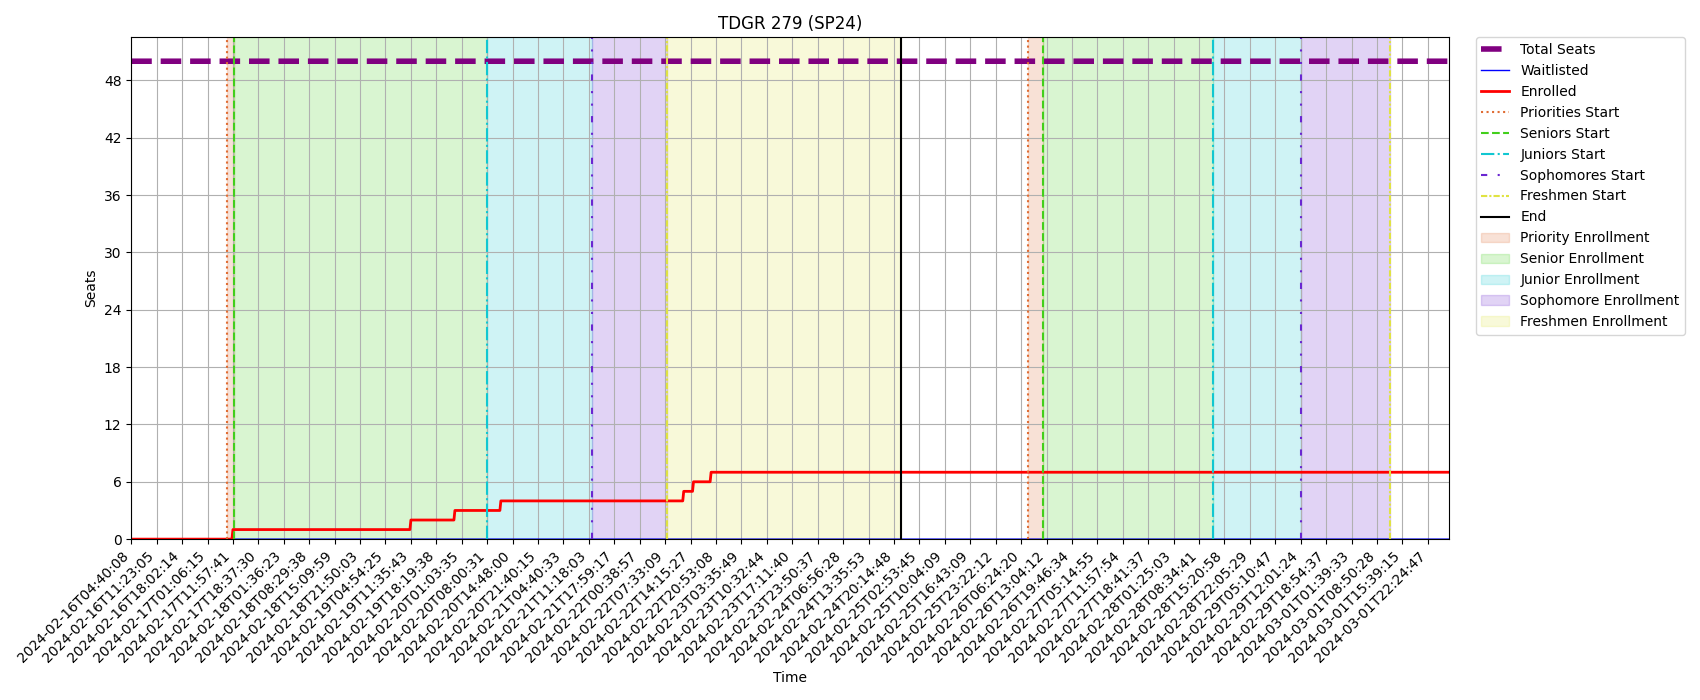 TDGR 279 (SP24)
Total Seats
Waitlisted
Enrolled
Priorities Start
Seniors Start
Juniors Start
Sophomores Start
Freshmen Start
End
Priority Enrollment
Senior Enrollment
Junior Enrollment
Sophomore Enrollment
Freshmen Enrollment
Seats
48
42
36
30
24
18
12
6
0
2024-02-16T04:40:08
2024-02-16T11:23:05
2024-02-16T18:02:14
2024-02-17T01:06:15
2024-02-17T11:57:41
2024-02-17T18:37:30
2024-02-18T01:36:23
2024-02-18T08:29:38
2024-02-18T15:09:59
2024-02-18T21:50:03
2024-02-19T04:54:25
2024-02-19T11:35:43
2024-02-19T18:19:38
2024-02-20T01:03:35
2024-02-20T08:00:31
2024-02-20T14:48:00
2024-02-20T21:40:15
2024-02-21T04:40:33
2024-02-21T11:18:03
2024-02-21T17:59:17
2024-02-22T00:38:57
2024-02-22T07:33:09
2024-02-22T14:15:27
2024-02-22T20:53:08
2024-02-23T03:35:49
2024-02-23T10:32:44
2024-02-23T17:11:40
2024-02-23T23:50:37
2024-02-24T06:56:28
2024-02-24T13:35:53
2024-02-24T20:14:48
2024-02-25T02:53:45
2024-02-25T10:04:09
2024-02-25T16:43:09
2024-02-25T23:22:12
2024-02-26T06:24:20
2024-02-26T13:04:12
2024-02-26T19:46:34
2024-02-27T05:14:55
2024-02-27T11:57:54
2024-02-27T18:41:37
2024-02-28T01:25:03
2024-02-28T08:34:41
2024-02-28T15:20:58
2024-02-28T22:05:29
2024-02-29T05:10:47
2024-02-29T12:01:24
2024-02-29T18:54:37
2024-03-01T01:39:33
2024-03-01T08:50:28
2024-03-01T15:39:15
2024-03-01T22:24:47
Time